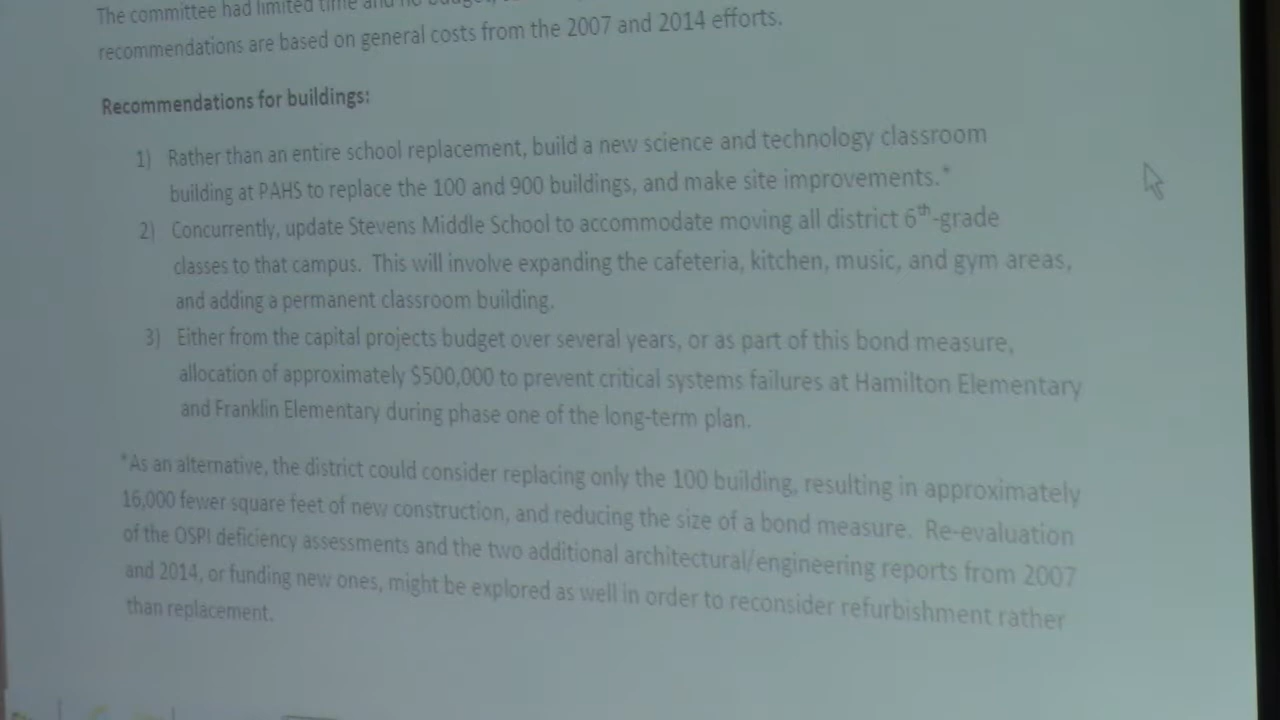 The committee had limited time and no budget,
recommendations are based on general costs from the 2007 and 2014 efforts.
Recommendations for buildings:
1) Rather than an entire school replacement, build a new science and technology classroom
building at PAHS to replace the 100 and 900 buildings, and make site improvements.*
2) Concurrently, update Stevens Middle School to accommodate moving all district 6th-grade
classes to that campus. This will involve expanding the cafeteria, kitchen, music, and gym areas,
and adding a permanent classroom building.
3) Either from the capital projects budget over several years, or as part of this bond measure,
allocation of approximately $500,000 to prevent critical systems failures at Hamilton Elementary
and Franklin Elementary during phase one of the long-term plan.
*As an alternative, the district could consider replacing only the 100 building, resulting in approximately
16,000 fewer square feet of new construction, and reducing the size of a bond measure. Re-evaluation
of the OSPI deficiency assessments and the two additional architectural/engineering reports from 2007
and 2014, or funding new ones, might be explored as well in order to reconsider refurbishment rather
than replacement.